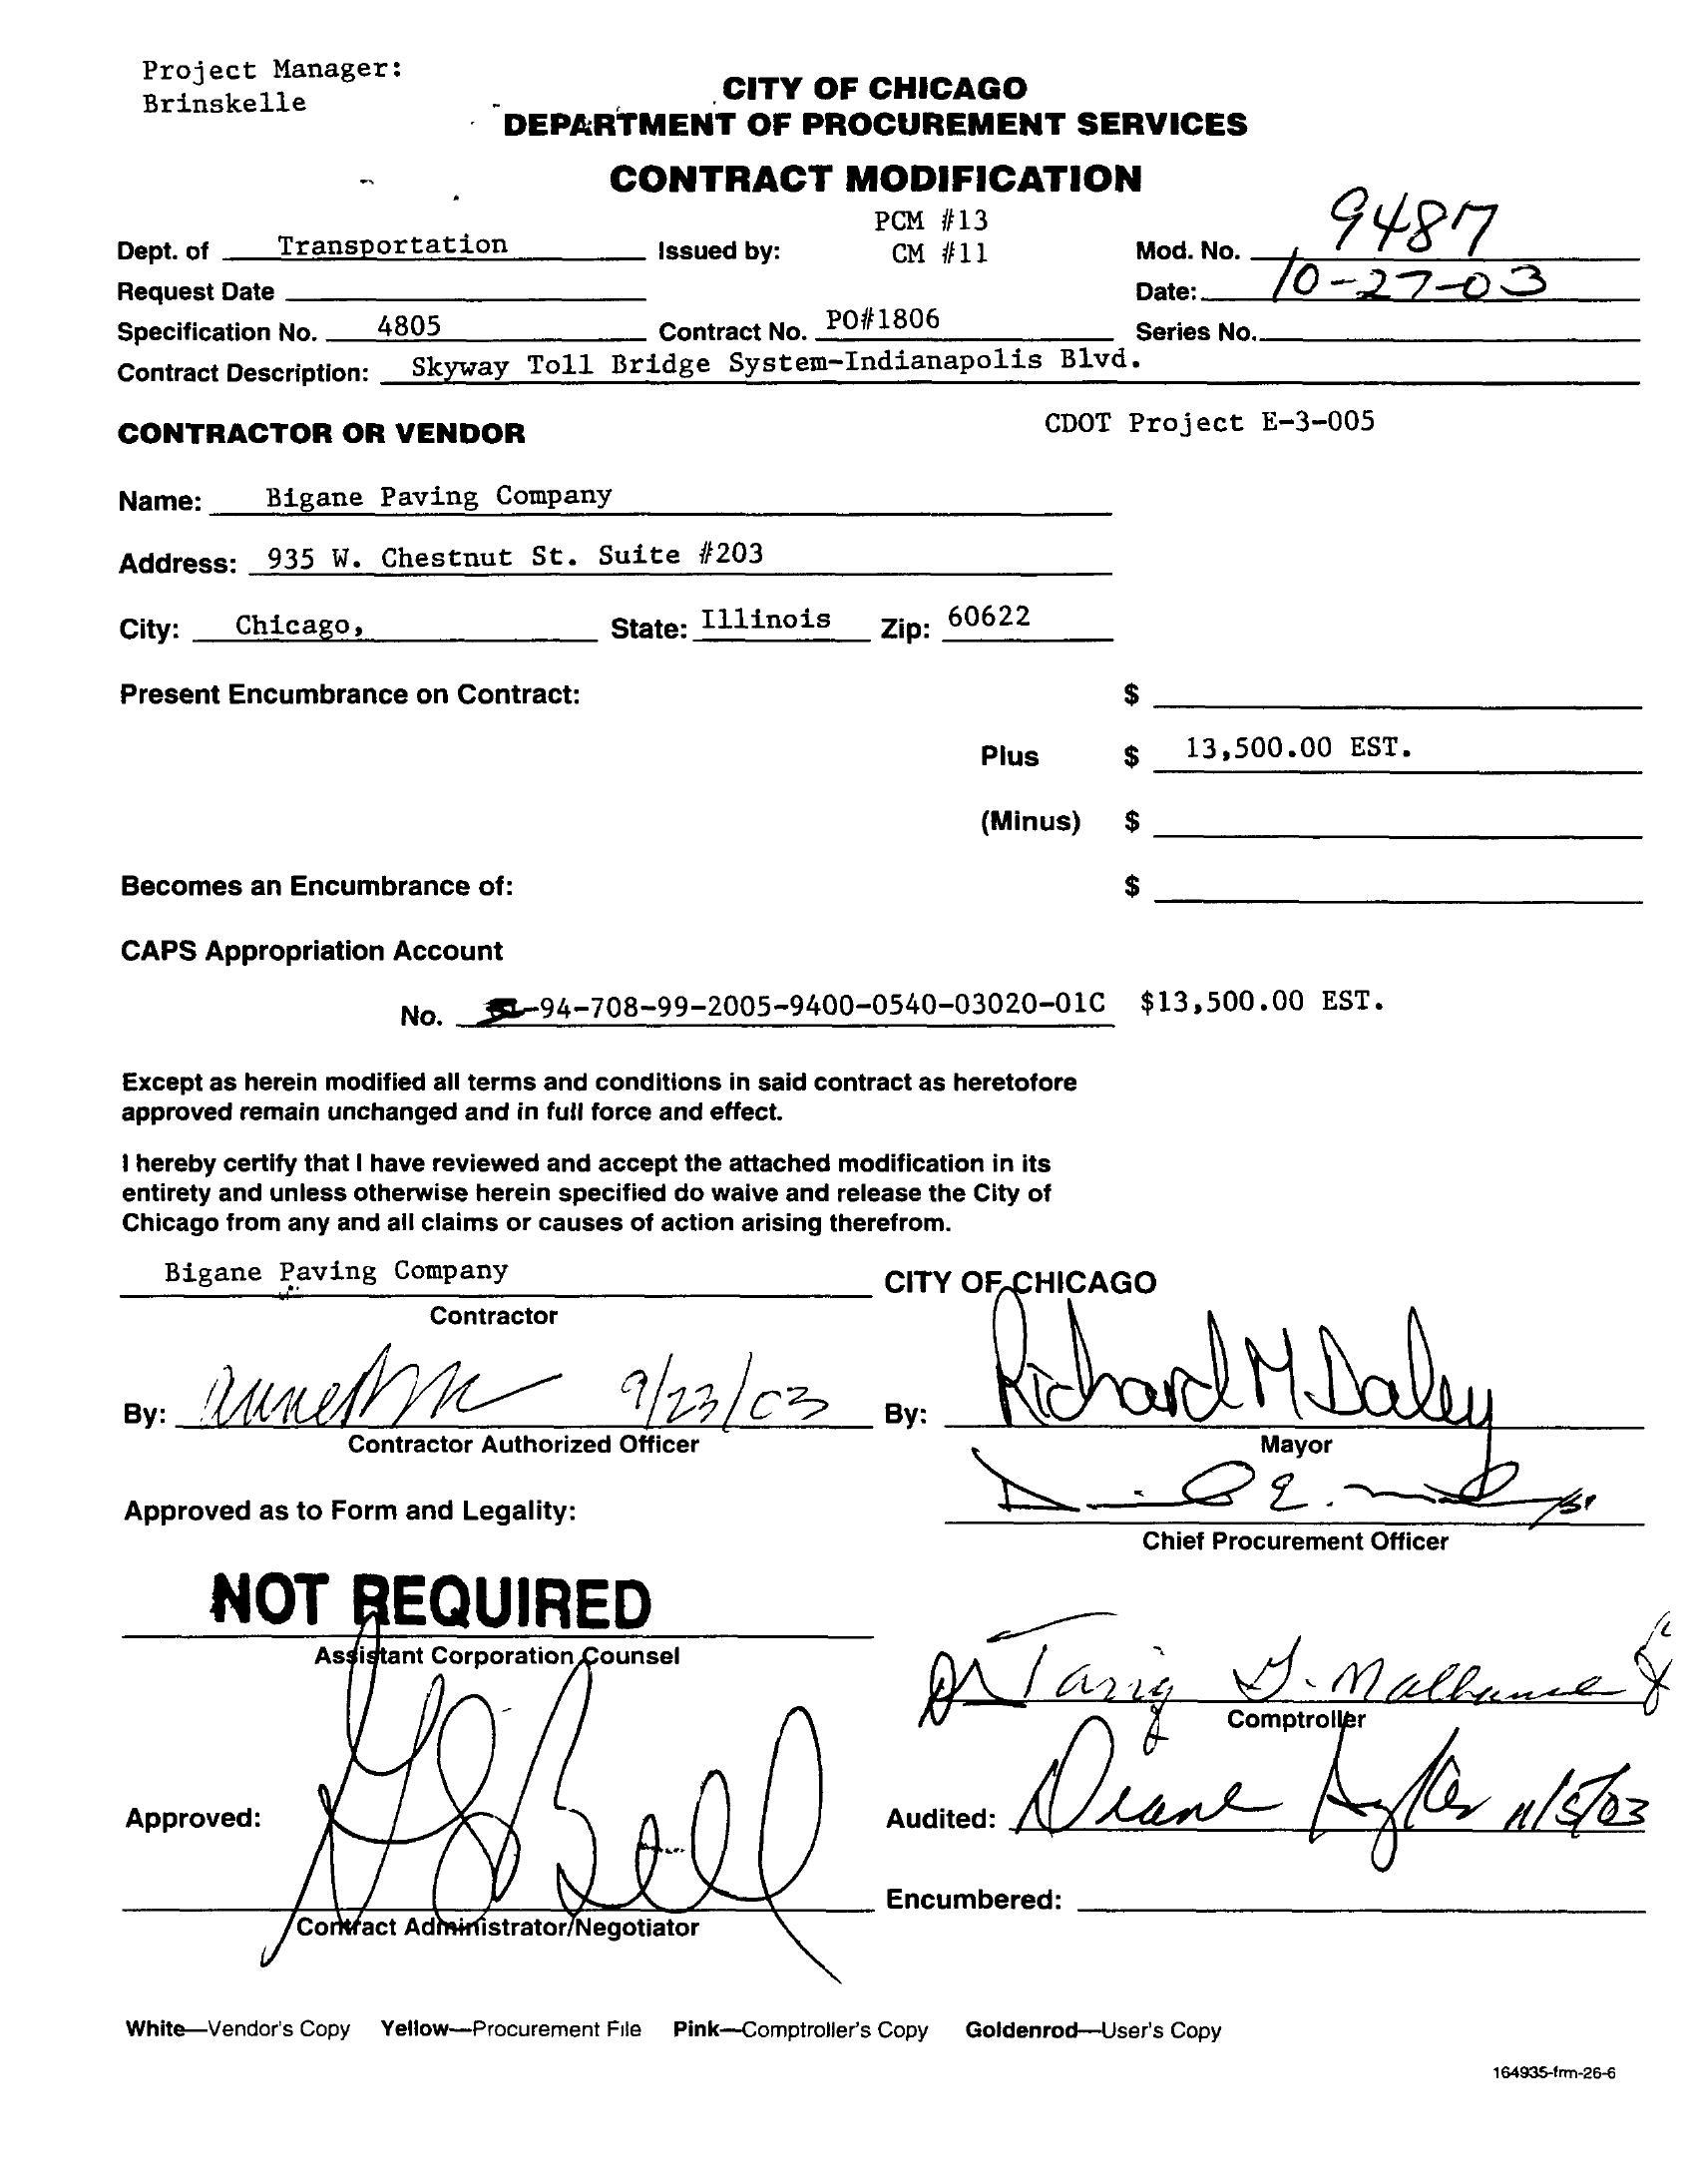 Project Manager:
Brinskelle
CITY OF CHICAGO
DEPARTMENT OF PROCUREMENT SERVICES
CONTRACT MODIFICATION
PCM #13
Dept. of Transportation Issued by: CM #11 Mod. No. 9487
Request Date Date: 10-27-03
Specification No. 4805 Contract No. PO#1806 Series No.
Contract Description: Skyway Toll Bridge System-Indianapolis Blvd.
CONTRACTOR OR VENDOR CDOT Project E-3-005
Name: Bigane Paving Company
Address: 935 W. Chestnut St. Suite #203
City: Chicago, State: Illinois Zip: 60622
Present Encumbrance on Contract: $
Plus $ 13,500.00 EST.
(Minus) $
Becomes an Encumbrance of: $
CAPS Appropriation Account
No. -94-708-99-2005-9400-0540-03020-01C $13,500.00 EST.
Except as herein modified all terms and conditions in said contract as heretofore
approved remain unchanged and in full force and effect.
I hereby certify that I have reviewed and accept the attached modification in its
entirety and unless otherwise herein specified do waive and release the City of
Chicago from any and all claims or causes of action arising therefrom.
Bigane Paving Company
CITY OF CHICAGO
Contractor
By: 9/23/03 By: Richard M Daley
Contractor Authorized Officer Mayor
Approved as to Form and Legality:
Chief Procurement Officer
NOT REQUIRED
Assistant Corporation Counsel
Comptroller
Approved: Audited: Diane 11/5/03
Encumbered:
Contract Administrator/Negotiator
White—Vendor's Copy Yellow—Procurement File Pink—Comptroller's Copy Goldenrod—User's Copy
164935-frm-26-6